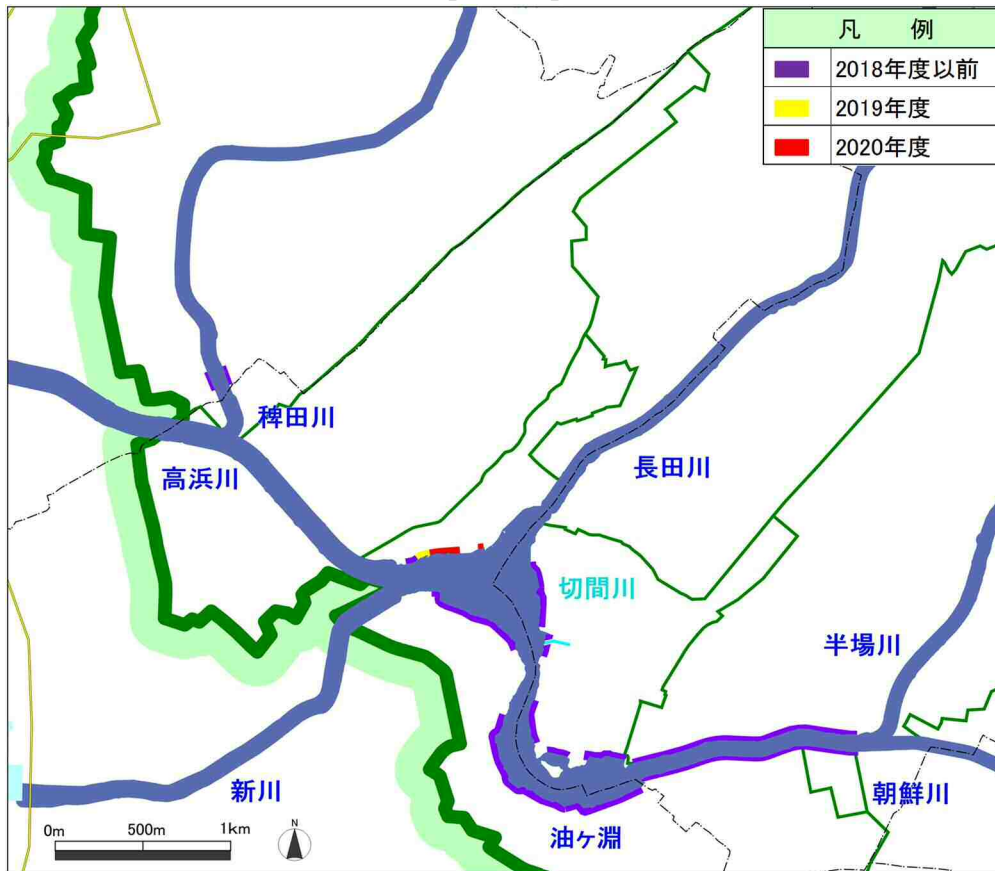 凡　例
2018年度以前
2019年度
2020年度
稗田川
高浜川
長田川
切間川
半場川
新川
朝鮮川
油ヶ淵
0m 500m 1km
N